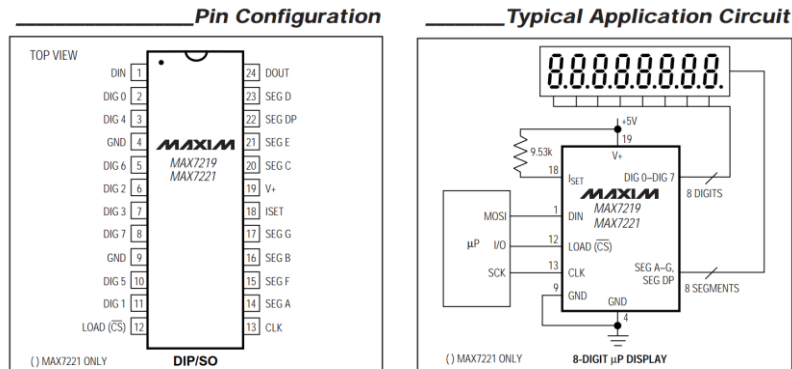 Pin Configuration
TOP VIEW
DIN 1
DIG 0 2
DIG 4 3
GND 4
DIG 6 5
DIG 2 6
DIG 3 7
DIG 7 8
GND 9
DIG 5 10
DIG 1 11
LOAD (CS) 12
MAXIM
MAX7219
MAX7221
24 DOUT
23 SEG D
22 SEG DP
21 SEG E
20 SEG C
19 V+
18 ISET
17 SEG G
16 SEG B
15 SEG F
14 SEG A
13 CLK
( ) MAX7221 ONLY
DIP/SO
Typical Application Circuit
8.8.8.8.8.8.8.8.
+5V
19
V+
9.53k
18
ISET
DIG 0–DIG 7
8 DIGITS
MAXIM
MAX7219
MAX7221
µP
MOSI
1
DIN
I/O
12
LOAD (CS)
SCK
13
CLK
SEG A–G,
SEG DP
8 SEGMENTS
9
GND
GND
4
( ) MAX7221 ONLY
8-DIGIT µP DISPLAY